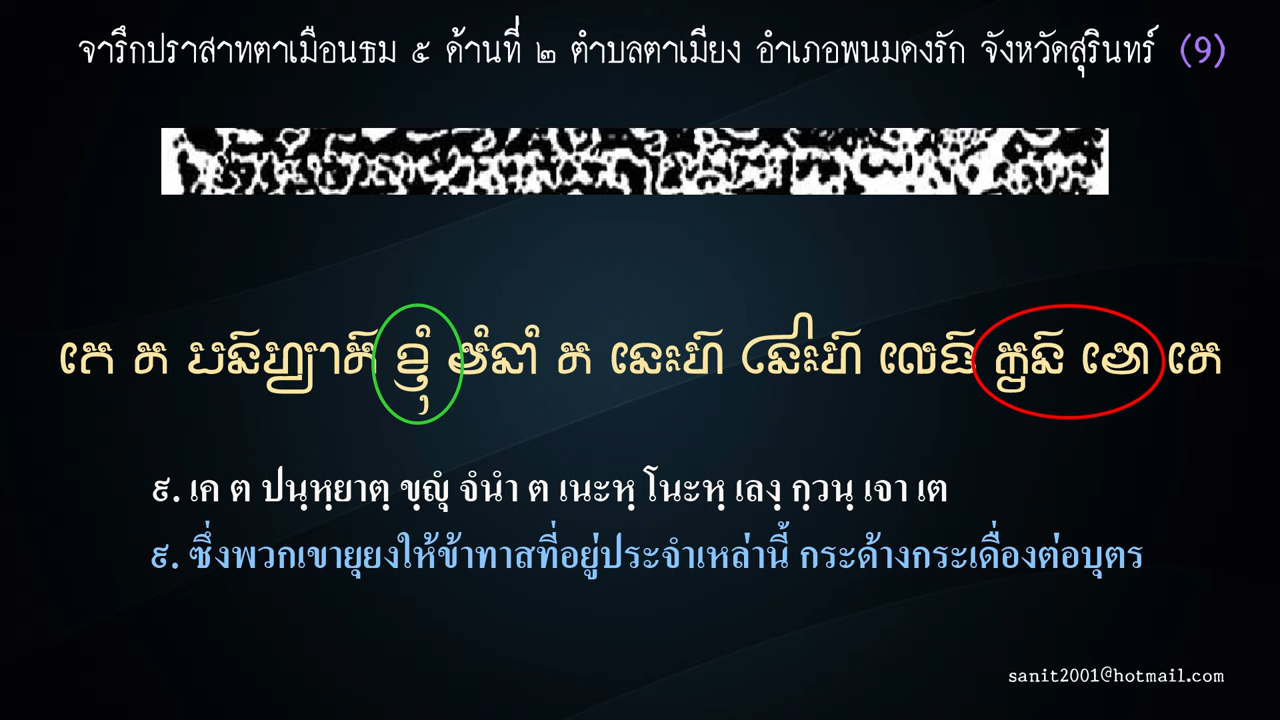 จารึกปราสาทตาเมือนธม ๕ ด้านที่ ๒ ตำบลตาเมียง อำเภอพนมดงรัก จังหวัดสุรินทร์ (9)
๙. เค ต ปนฺหฺยาตฺ ขฺญุํ จํนำ ต เนะหฺ โนะหฺ เลงฺ กฺวนฺ เจา เต
๙. ซึ่งพวกเขายุยงให้ข้าทาสที่อยู่ประจำเหล่านี้ กระด้างกระเดื่องต่อบุตร
sanit2001@hotmail.com